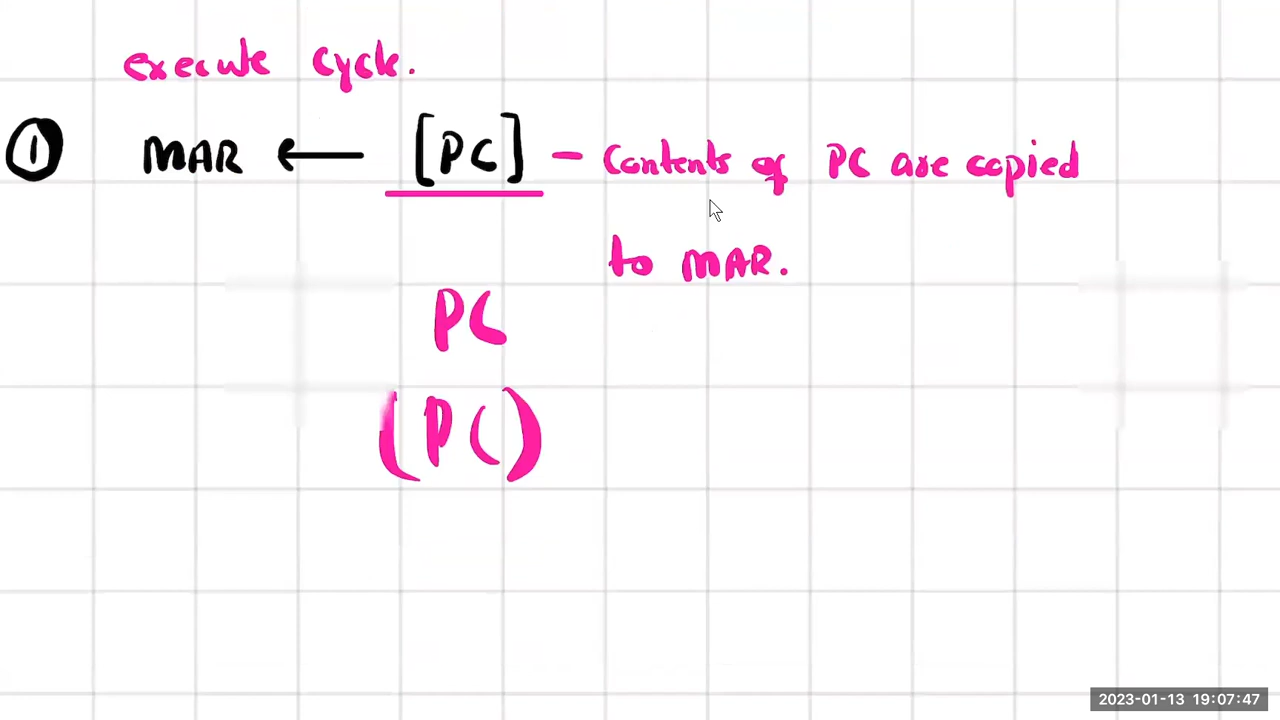 execute cycle.
① MAR ← [PC] – Contents of PC are copied
to MAR.
PC
(PC)
2023-01-13 19:07:47